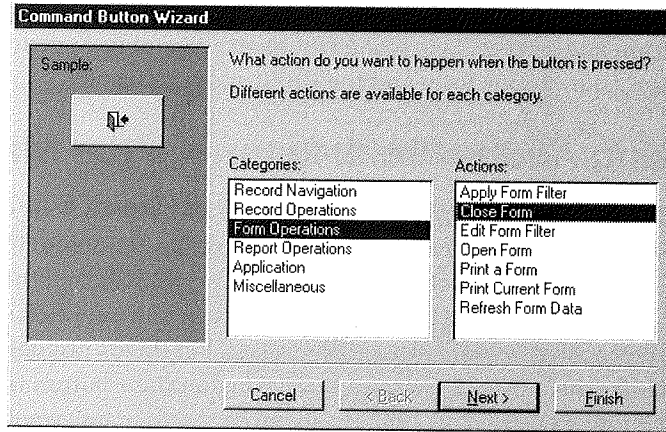 Command Button Wizard
Sample:
What action do you want to happen when the button is pressed?
Different actions are available for each category.
Categories:
Record Navigation
Record Operations
Form Operations
Report Operations
Application
Miscellaneous
Actions:
Apply Form Filter
Close Form
Edit Form Filter
Open Form
Print a Form
Print Current Form
Refresh Form Data
Cancel
< Back
Next >
Finish